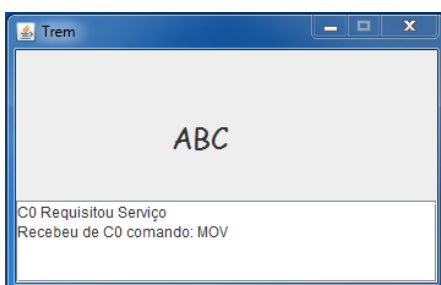 Trem
ABC
C0 Requisitou Serviço
Recebeu de C0 comando: MOV